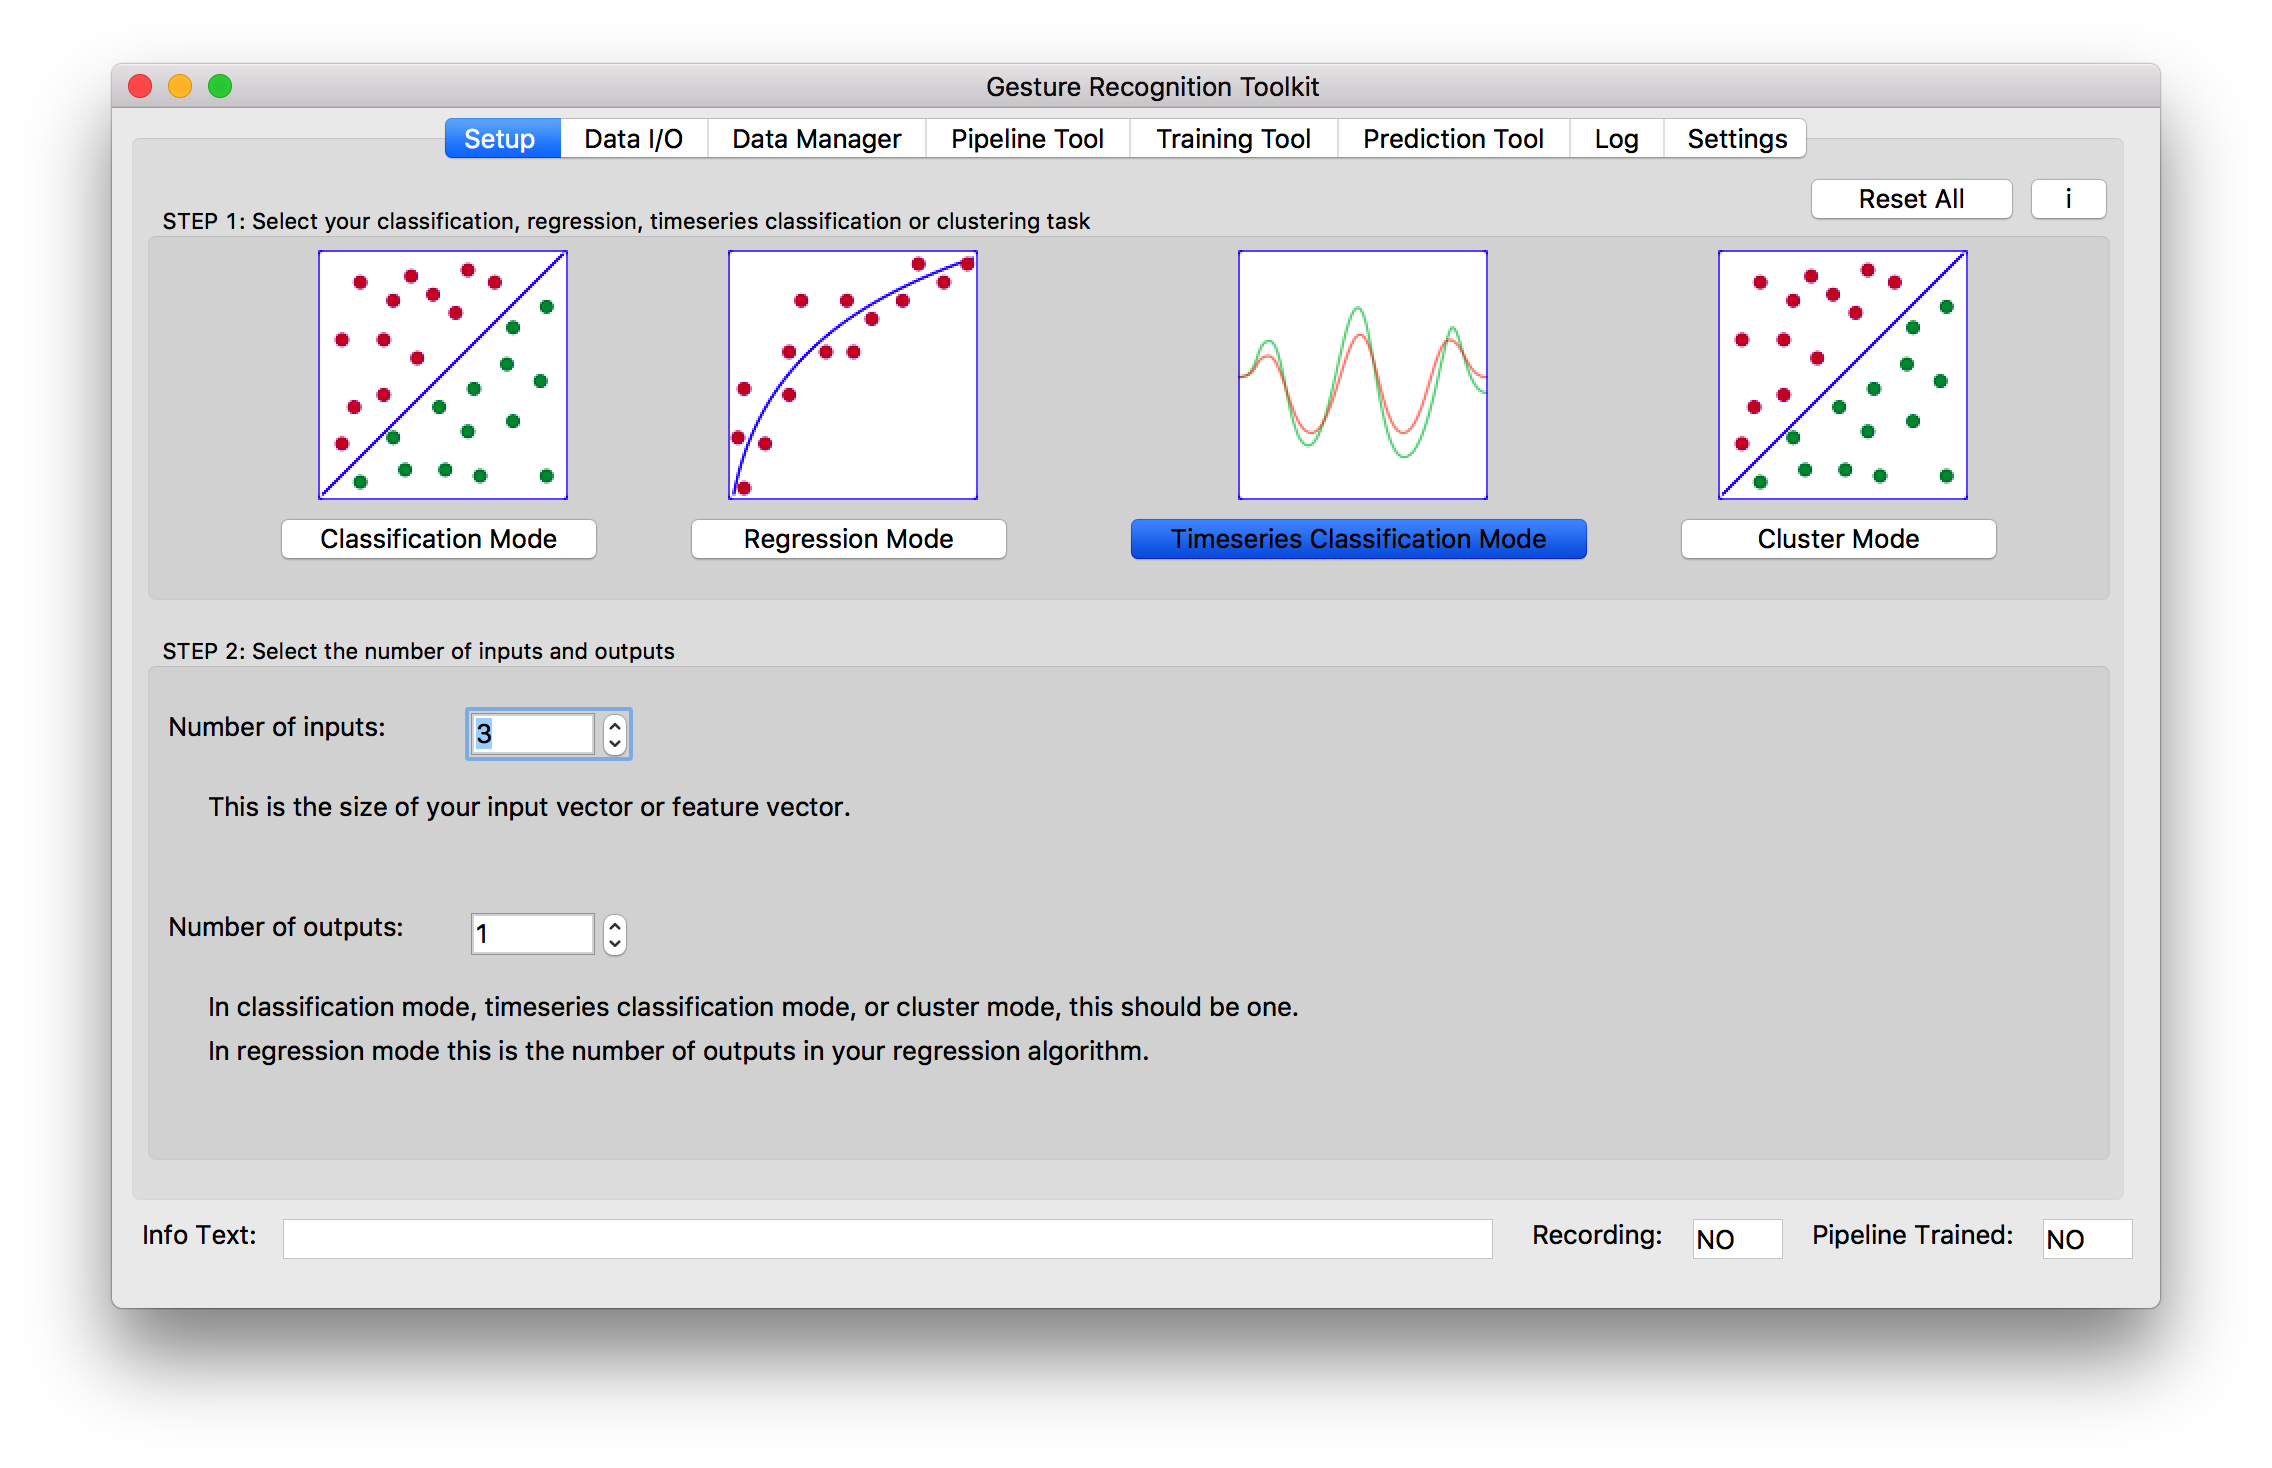 Gesture Recognition Toolkit
Setup Data I/O Data Manager Pipeline Tool Training Tool Prediction Tool Log Settings
Reset All i
STEP 1: Select your classification, regression, timeseries classification or clustering task
Classification Mode Regression Mode Timeseries Classification Mode Cluster Mode
STEP 2: Select the number of inputs and outputs
Number of inputs: 3
This is the size of your input vector or feature vector.
Number of outputs: 1
In classification mode, timeseries classification mode, or cluster mode, this should be one.
In regression mode this is the number of outputs in your regression algorithm.
Info Text: Recording: NO Pipeline Trained: NO